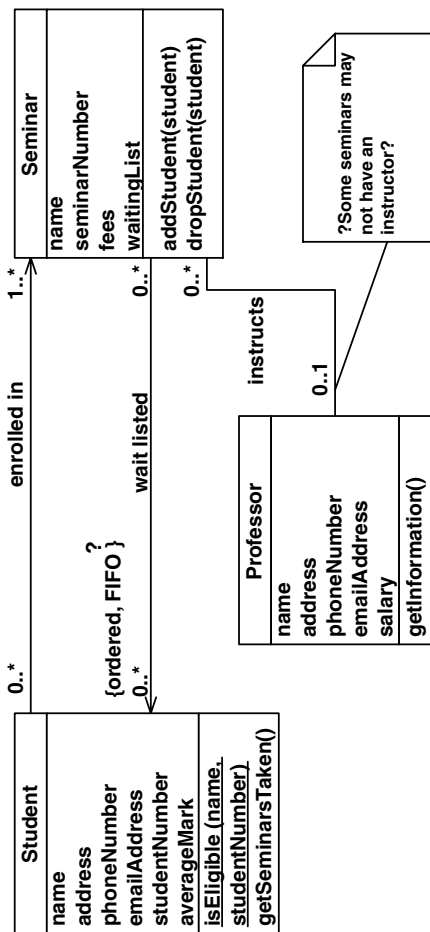 Student
name
address
phoneNumber
emailAddress
studentNumber
averageMark
isEligible (name,
studentNumber)
getSeminarsTaken()
0..*
enrolled in
1..*
{ordered, FIFO }
?
0..*
wait listed
0..*
Seminar
name
seminarNumber
fees
waitingList
addStudent(student)
dropStudent(student)
0..*
instructs
0..1
Professor
name
address
phoneNumber
emailAddress
salary
getInformation()
?Some seminars may
not have an
instructor?